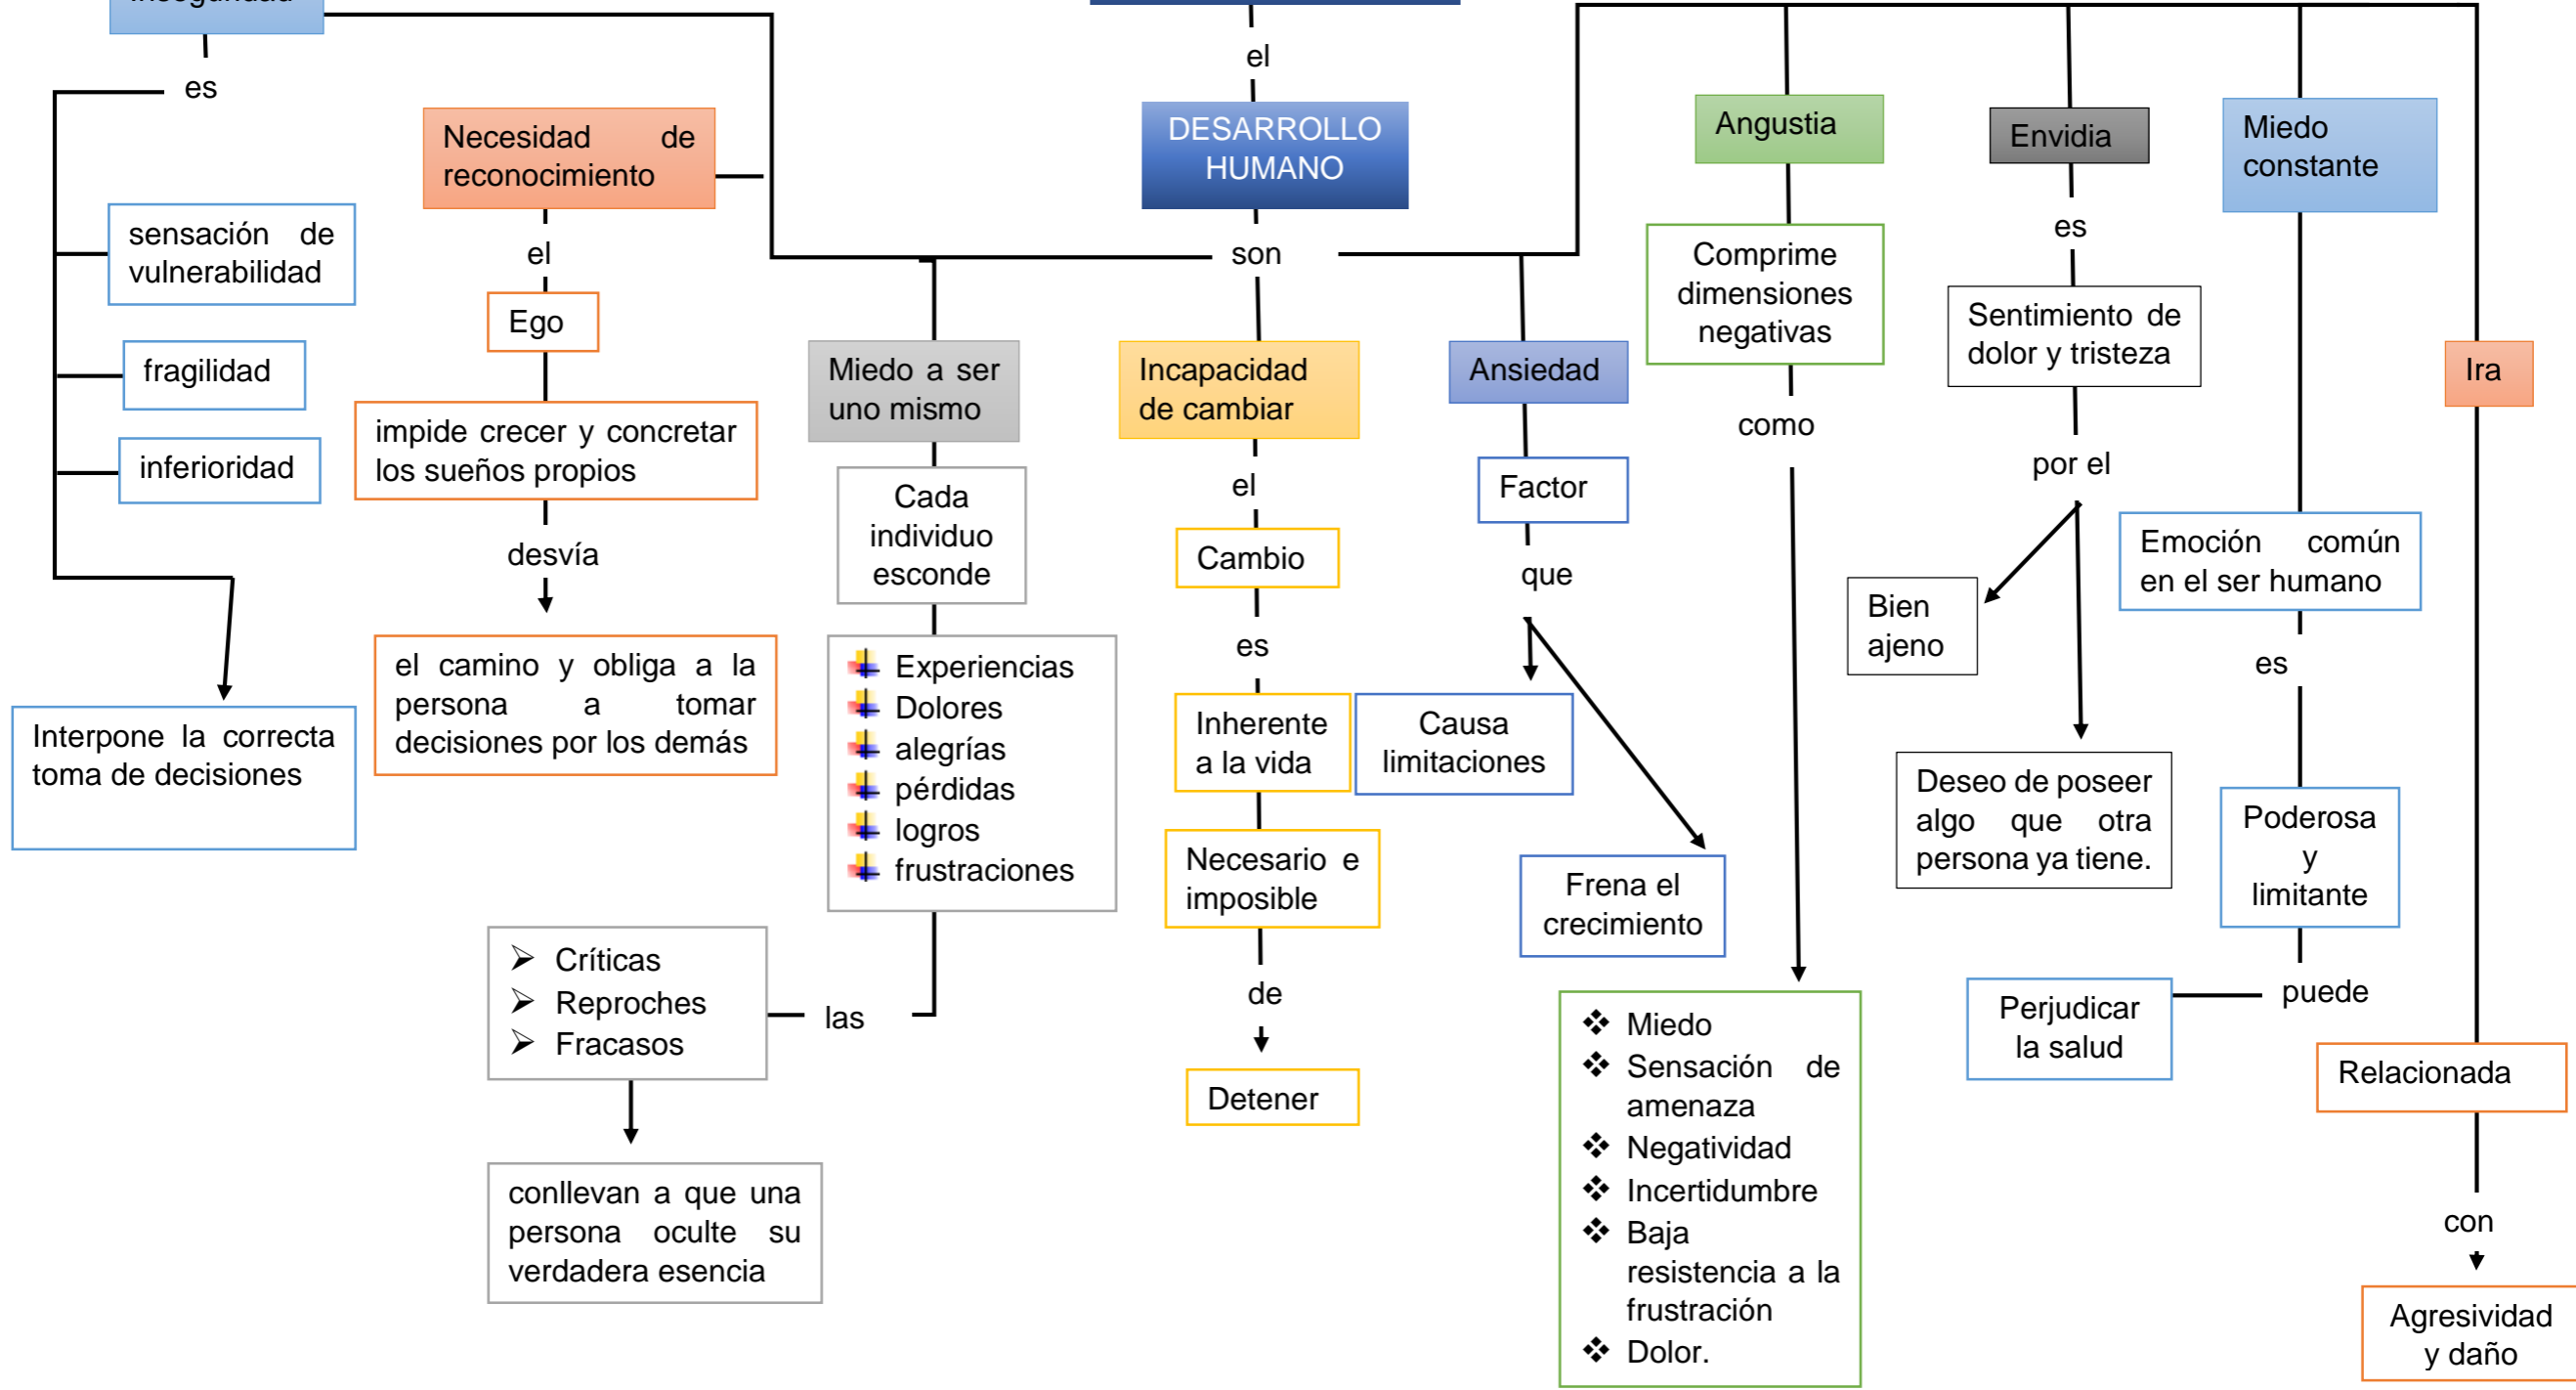 Inseguridad
es
sensación de
vulnerabilidad
fragilidad
inferioridad
Interpone la correcta
toma de decisiones
Necesidad de
reconocimiento
el
Ego
impide crecer y concretar
los sueños propios
desvía
el camino y obliga a la
persona a tomar
decisiones por los demás
el
DESARROLLO
HUMANO
son
Miedo a ser
uno mismo
Cada
individuo
esconde
Experiencias
Dolores
alegrías
pérdidas
logros
frustraciones
las
Críticas
Reproches
Fracasos
conllevan a que una
persona oculte su
verdadera esencia
Incapacidad
de cambiar
el
Cambio
es
Inherente
a la vida
Necesario e
imposible
de
Detener
Ansiedad
Factor
que
Causa
limitaciones
Frena el
crecimiento
Angustia
Comprime
dimensiones
negativas
como
Miedo
Sensación de
amenaza
Negatividad
Incertidumbre
Baja
resistencia a la
frustración
Dolor.
Envidia
es
Sentimiento de
dolor y tristeza
por el
Bien
ajeno
Deseo de poseer
algo que otra
persona ya tiene.
Miedo
constante
Emoción común
en el ser humano
es
Poderosa
y
limitante
puede
Perjudicar
la salud
Ira
Relacionada
con
Agresividad
y daño